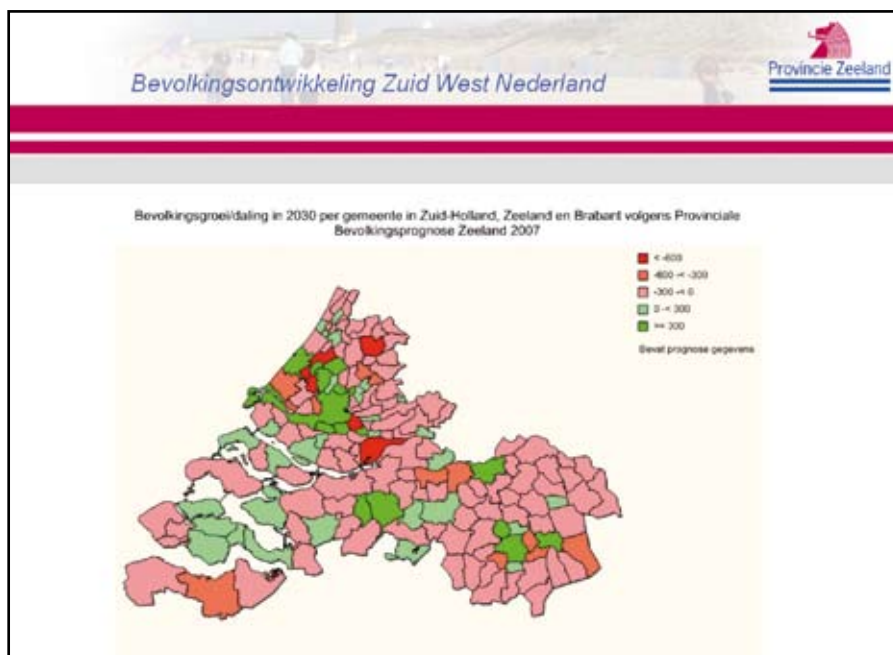 Provincie Zeeland
Bevolkingsontwikkeling Zuid West Nederland
Bevolkingsgroei/daling in 2030 per gemeente in Zuid-Holland, Zeeland en Brabant volgens Provinciale
Bevolkingsprognose Zeeland 2007
< -600
-600 -< -300
-300 -< 0
0 -< 300
>= 300
Bevat prognose gegevens